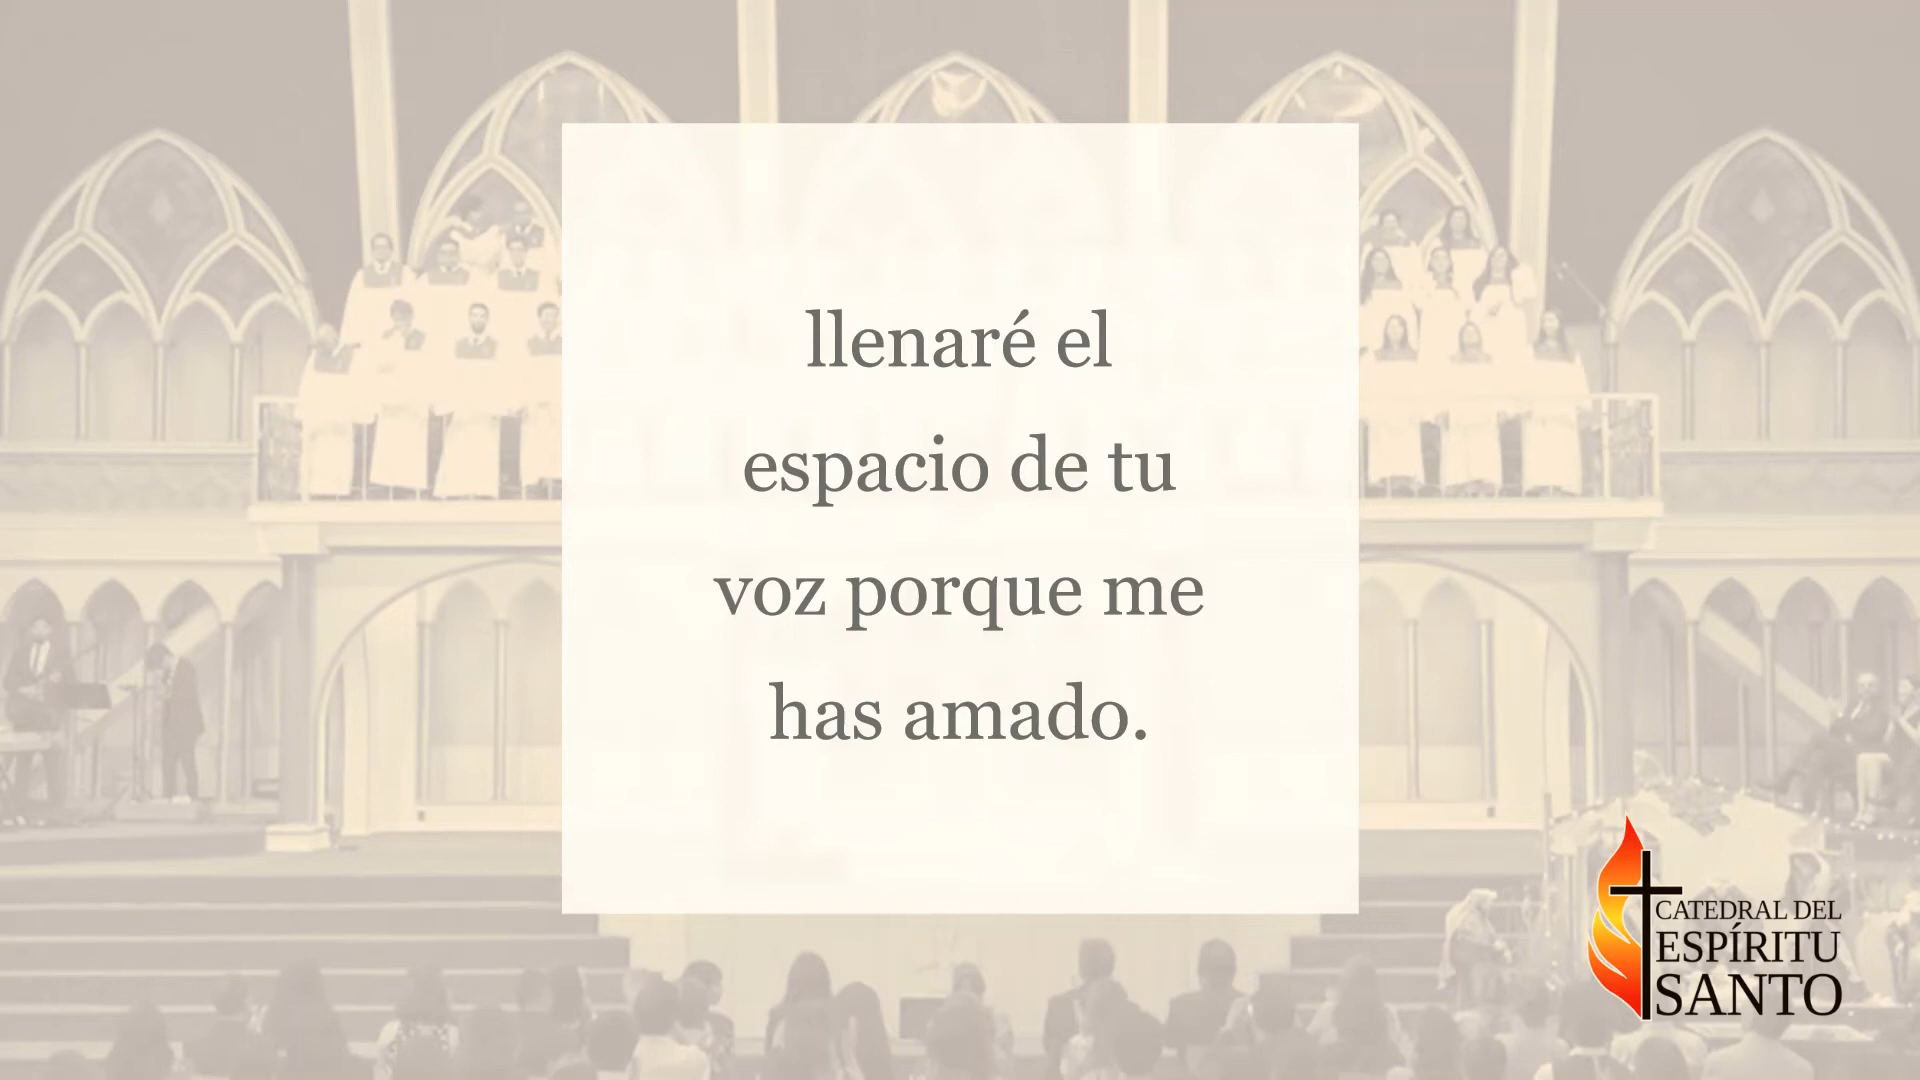 llenaré el
espacio de tu
voz porque me
has amado.
CATEDRAL DEL
ESPÍRITU
SANTO